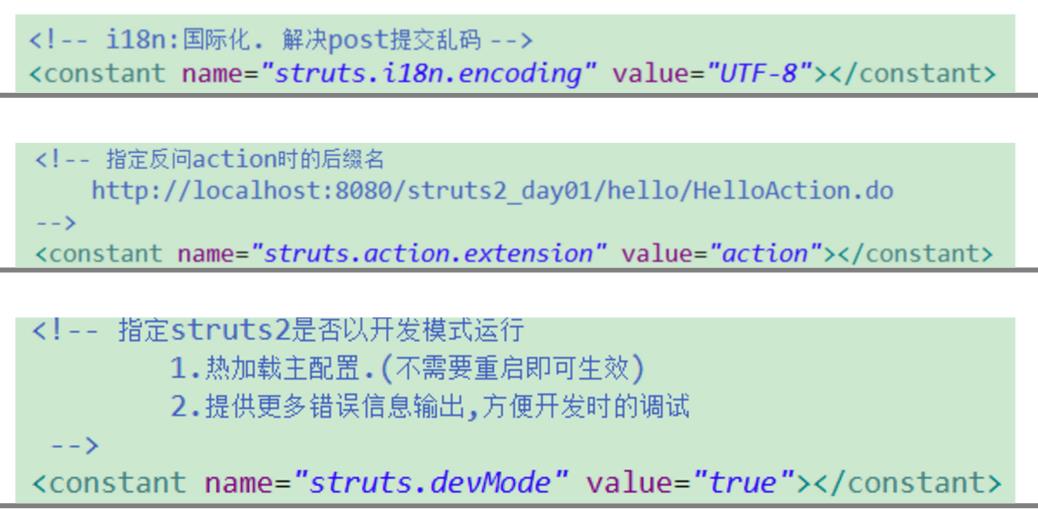 <!-- i18n:国际化. 解决post提交乱码 -->
<constant name="struts.i18n.encoding" value="UTF-8"></constant>
<!-- 指定反问action时的后缀名
http://localhost:8080/struts2_day01/hello/HelloAction.do
-->
<constant name="struts.action.extension" value="action"></constant>
<!-- 指定struts2是否以开发模式运行
1.热加载主配置.(不需要重启即可生效)
2.提供更多错误信息输出,方便开发时的调试
-->
<constant name="struts.devMode" value="true"></constant>